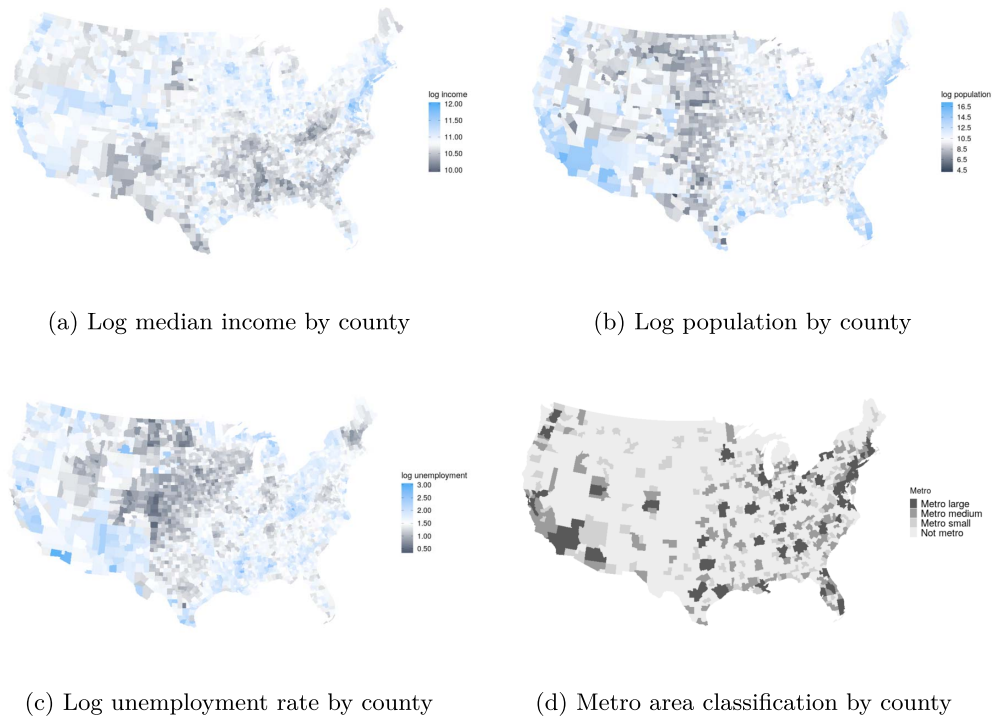 log income
12.00
11.50
11.00
10.50
10.00
log population
16.5
14.5
12.5
10.5
8.5
6.5
4.5
(a) Log median income by county
(b) Log population by county
log unemployment
3.00
2.50
2.00
1.50
1.00
0.50
Metro
Metro large
Metro medium
Metro small
Not metro
(c) Log unemployment rate by county
(d) Metro area classification by county